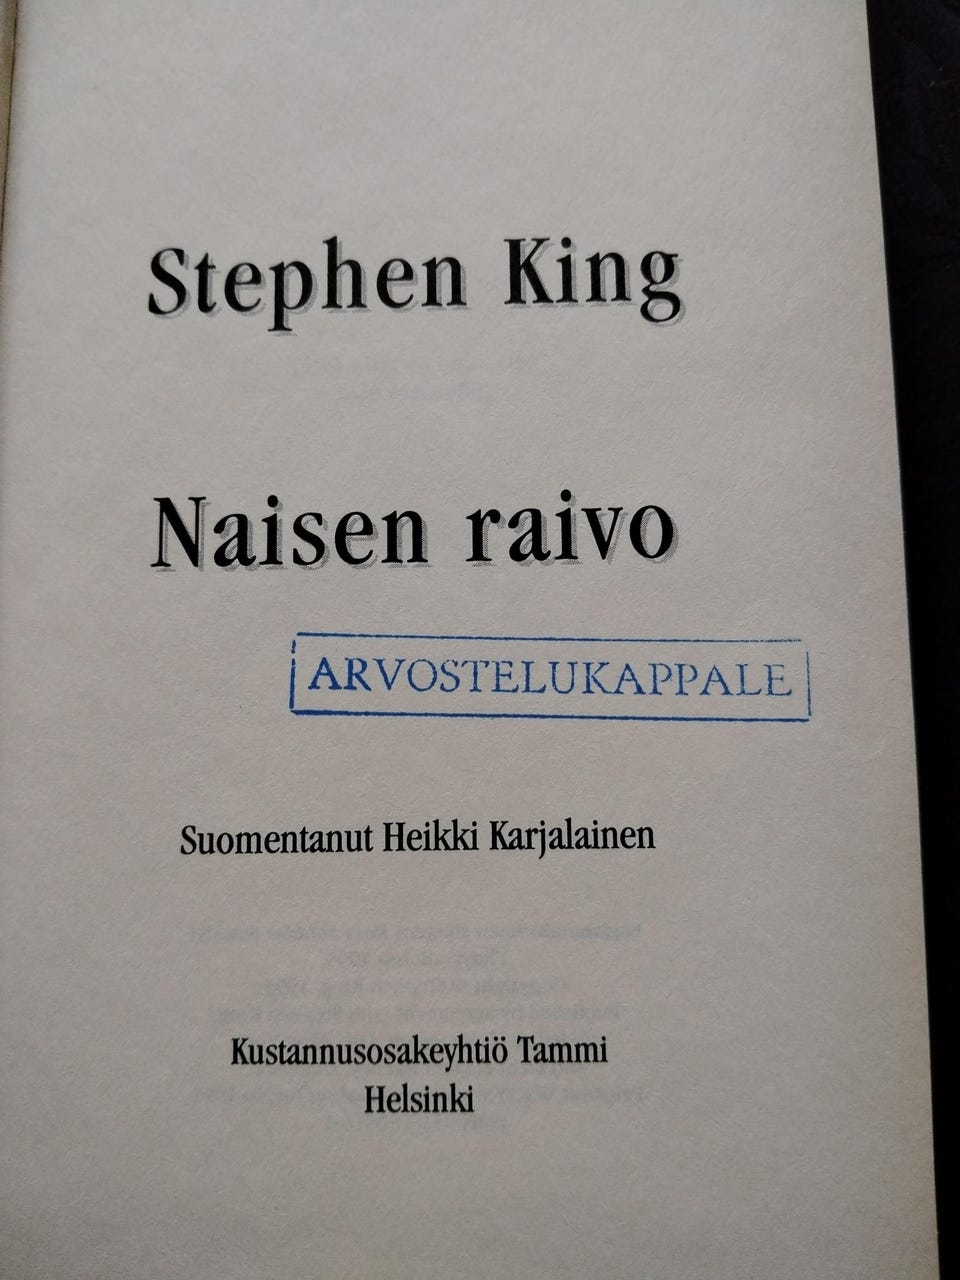 Stephen King
Naisen raivo
ARVOSTELUKAPPALE
Suomentanut Heikki Karjalainen
Kustannusosakeyhtiö Tammi
Helsinki